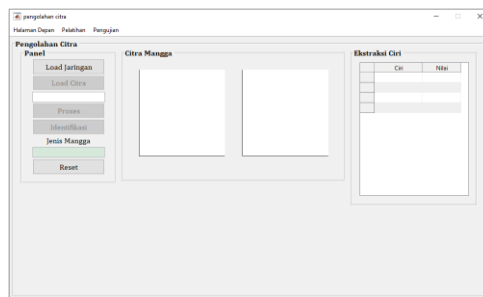 pengolahan citra
Halaman Depan Pelatihan Pengujian
Pengolahan Citra
Panel
Load Jaringan
Load Citra
Proses
Identifikasi
Jenis Mangga
Reset
Citra Mangga
Ekstraksi Ciri
Ciri Nilai